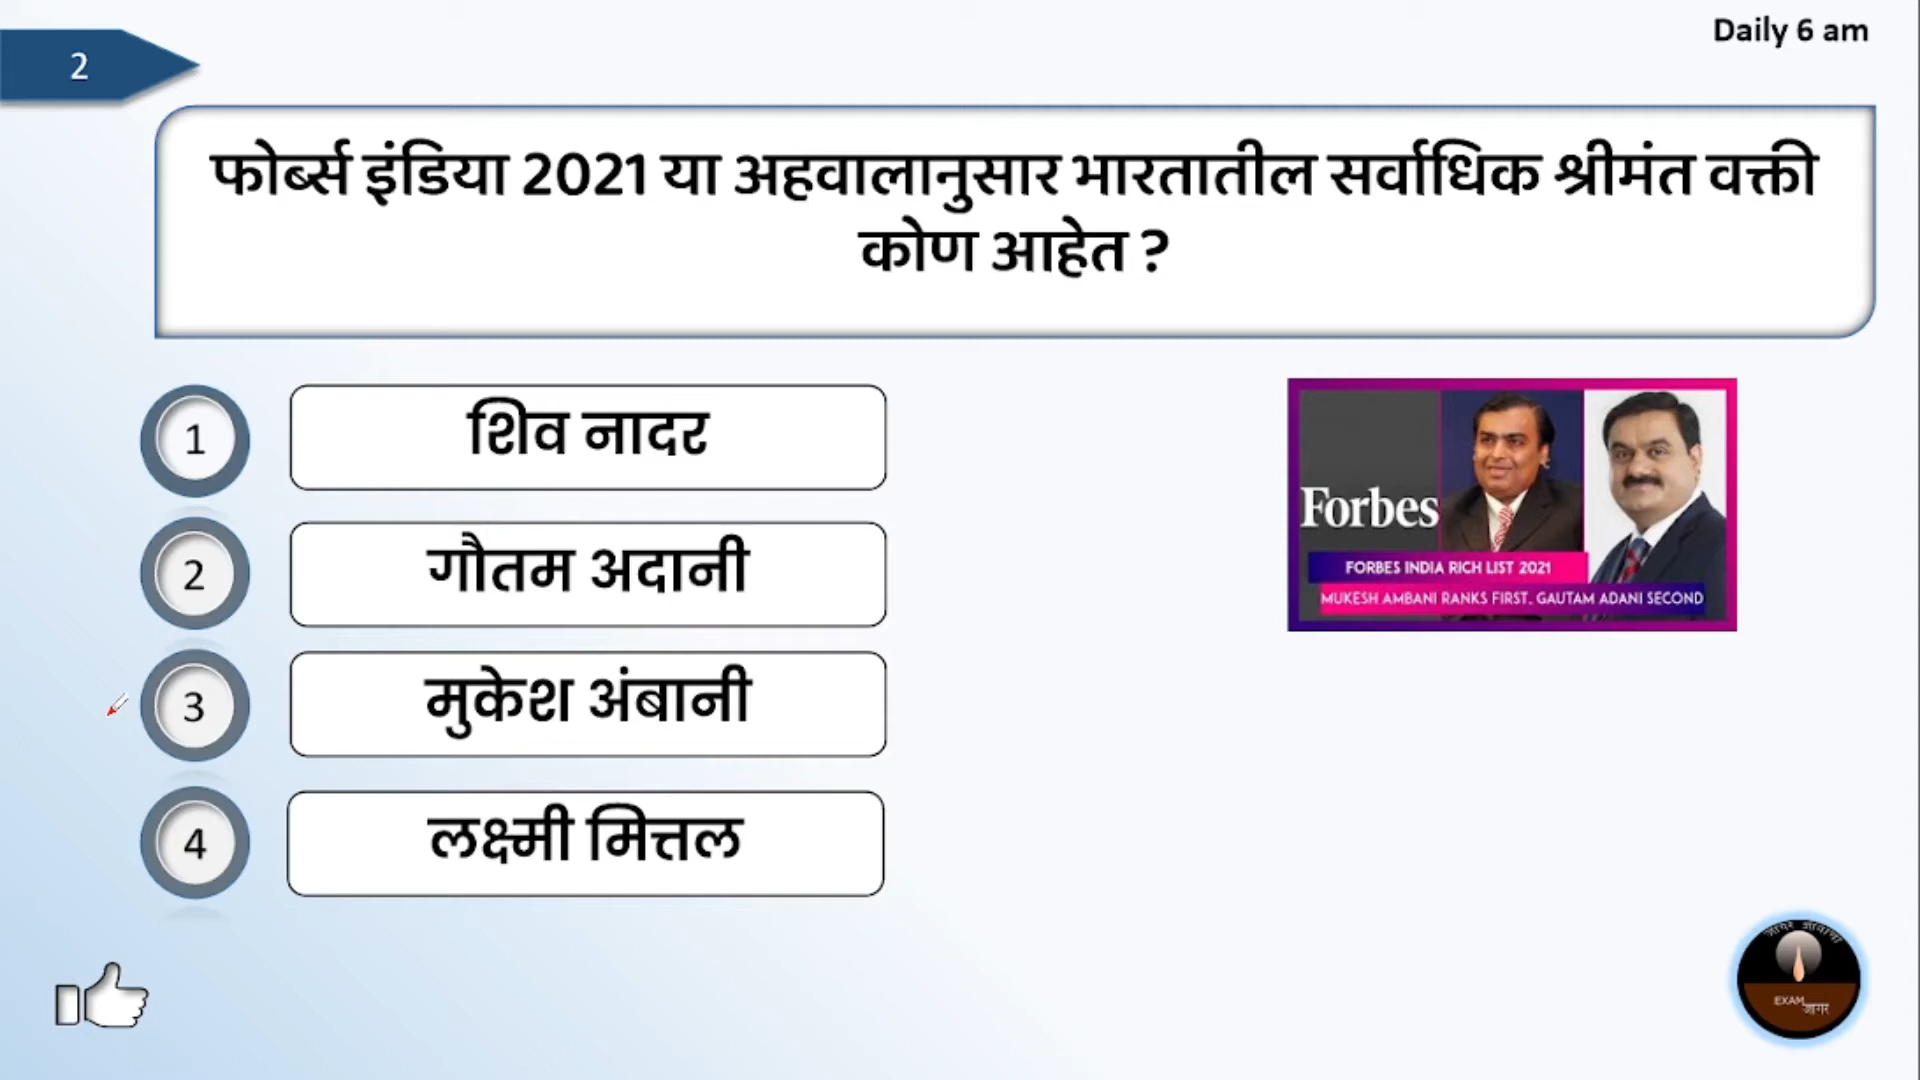 Daily 6 am
2
फोर्ब्स इंडिया 2021 या अहवालानुसार भारतातील सर्वाधिक श्रीमंत वक्ती
कोण आहेत ?
1
शिव नादर
2
गौतम अदानी
3
मुकेश अंबानी
4
लक्ष्मी मित्तल
Forbes
FORBES INDIA RICH LIST 2021
MUKESH AMBANI RANKS FIRST, GAUTAM ADANI SECOND
EXAM
जागर